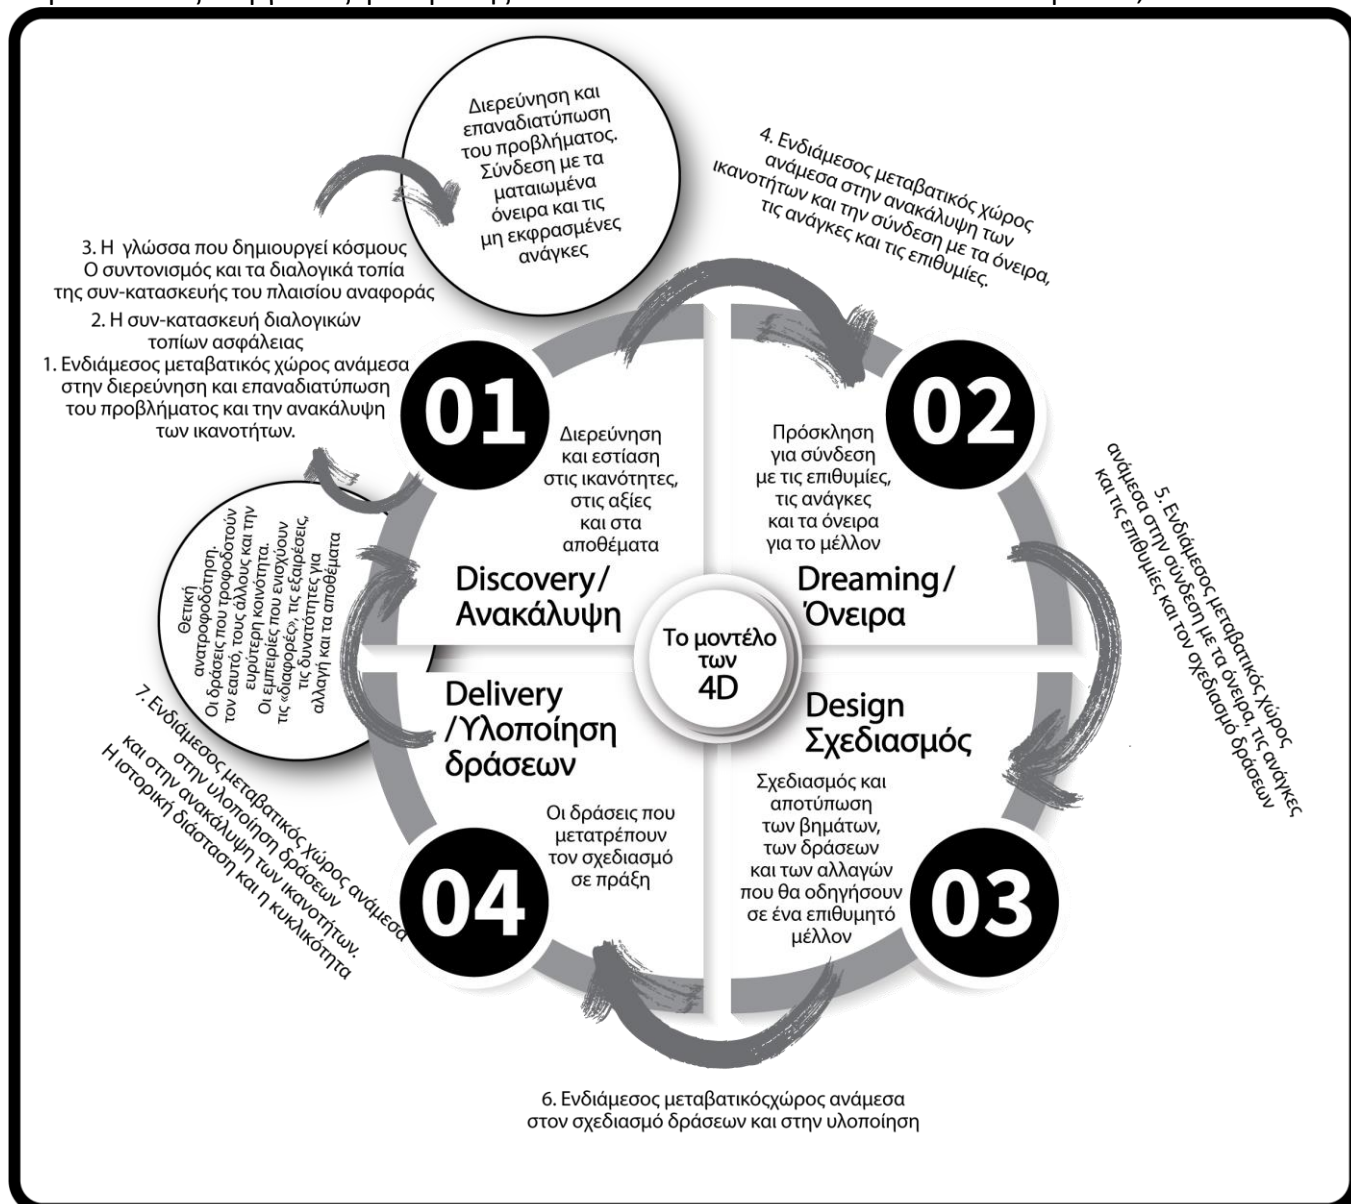 Διερεύνηση και
επαναδιατύπωση
του προβλήματος.
Σύνδεση με τα
ματαιωμένα
όνειρα και τις
μη εκφρασμένες
ανάγκες
3. Η γλώσσα που δημιουργεί κόσμους
Ο συντονισμός και τα διαλογικά τοπία
της συν-κατασκευής του πλαισίου αναφοράς
2. Η συν-κατασκευή διαλογικών
τοπίων ασφάλειας
1. Ενδιάμεσος μεταβατικός χώρος ανάμεσα
στην διερεύνηση και επαναδιατύπωση
του προβλήματος και την ανακάλυψη
των ικανοτήτων.
4. Ενδιάμεσος μεταβατικός χώρος
ανάμεσα στην ανακάλυψη των
ικανοτήτων και την σύνδεση με τα όνειρα,
τις ανάγκες και τις επιθυμίες.
01
Διερεύνηση
και εστίαση
στις ικανότητες,
στις αξίες
και στα
αποθέματα
Discovery/
Ανακάλυψη
02
Πρόσκληση
για σύνδεση
με τις επιθυμίες,
τις ανάγκες
και τα όνειρα
για το μέλλον
Dreaming/
Όνειρα
5. Ενδιάμεσος μεταβατικός χώρος
ανάμεσα στην σύνδεση με τα όνειρα, τις ανάγκες
και τις επιθυμίες και τον σχεδιασμό δράσεων
Το μοντέλο
των
4D
Θετική
ανατροφοδότηση.
Οι δράσεις που τροφοδοτούν
τον εαυτό, τους άλλους και την
ευρύτερη κοινότητα.
Οι εμπειρίες που ενισχύουν
τις «διαφορές», τις εξαιρέσεις,
τις δυνατότητες για
αλλαγή και τα αποθέματα
Design
Σχεδιασμός
Σχεδιασμός και
αποτύπωση
των βημάτων,
των δράσεων
και των αλλαγών
που θα οδηγήσουν
σε ένα επιθυμητό
μέλλον
03
Delivery
/Υλοποίηση
δράσεων
Οι δράσεις που
μετατρέπουν
τον σχεδιασμό
σε πράξη
04
7. Ενδιάμεσος μεταβατικός χώρος ανάμεσα
στην υλοποίηση δράσεων
και στην ανακάλυψη των ικανοτήτων.
Η ιστορική διάσταση και η κυκλικότητα
6. Ενδιάμεσος μεταβατικόςχώρος ανάμεσα
στον σχεδιασμό δράσεων και στην υλοποίηση